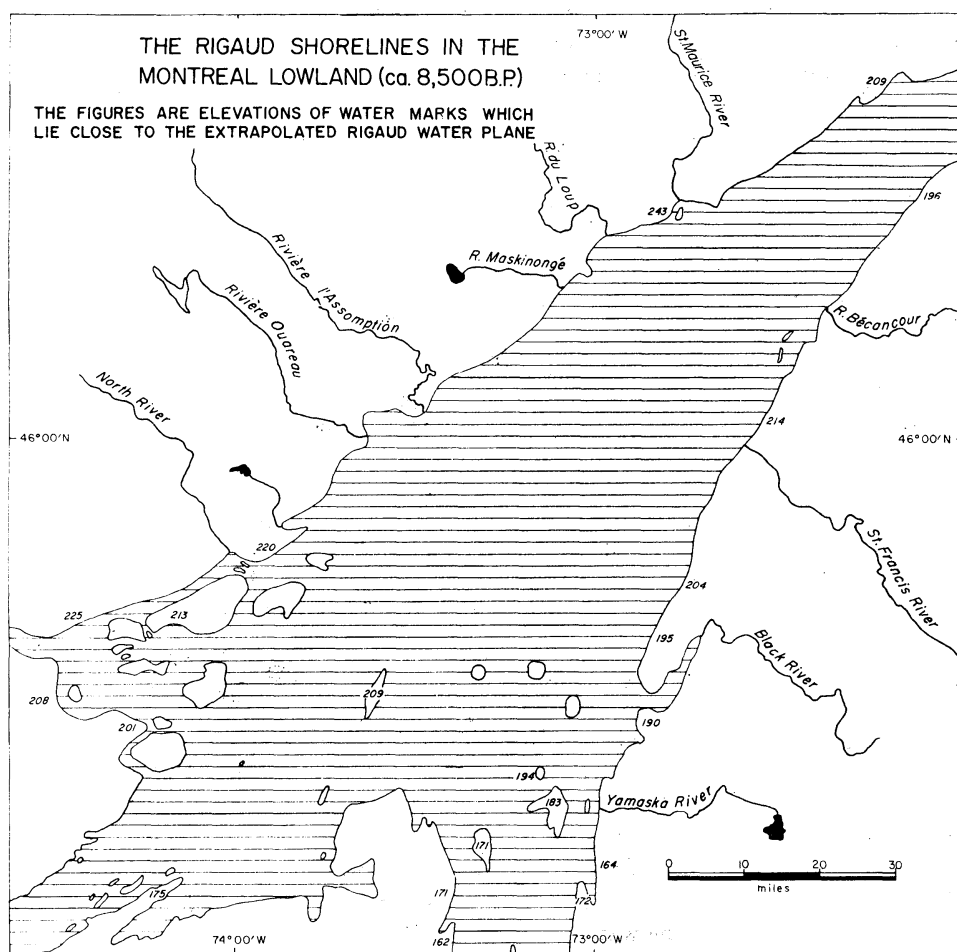 THE RIGAUD SHORELINES IN THE
MONTREAL LOWLAND (ca. 8,500B.P.)
THE FIGURES ARE ELEVATIONS OF WATER MARKS WHICH
LIE CLOSE TO THE EXTRAPOLATED RIGAUD WATER PLANE
73°00'W
St. Maurice River
209
R. du Loup
196
243
R. Maskinongé
Rivière l'Assomption
Rivière Ouareau
R. Bécancour
North River
214
46°00'N
46°00'N
220
St. Francis River
204
225
213
195
Black River
208
209
201
190
194
183
Yamaska River
171
164
0 10 20 30
miles
175
171
172
162
74°00'W
73°00'W